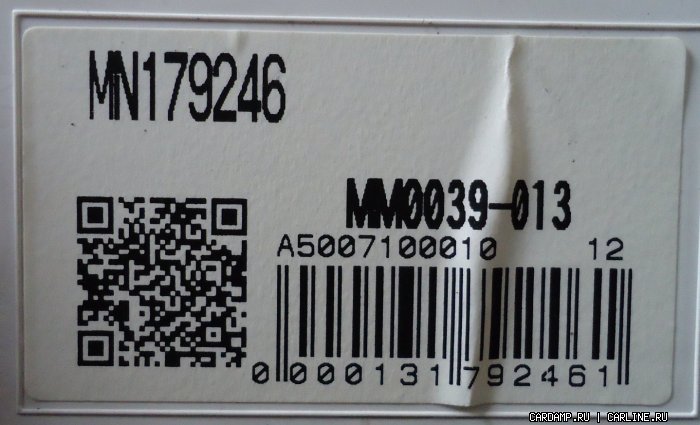 MN179246
MM0039-013
A5007100010 12
0 000131 792461
CARDAMP.RU | CARLINE.RU